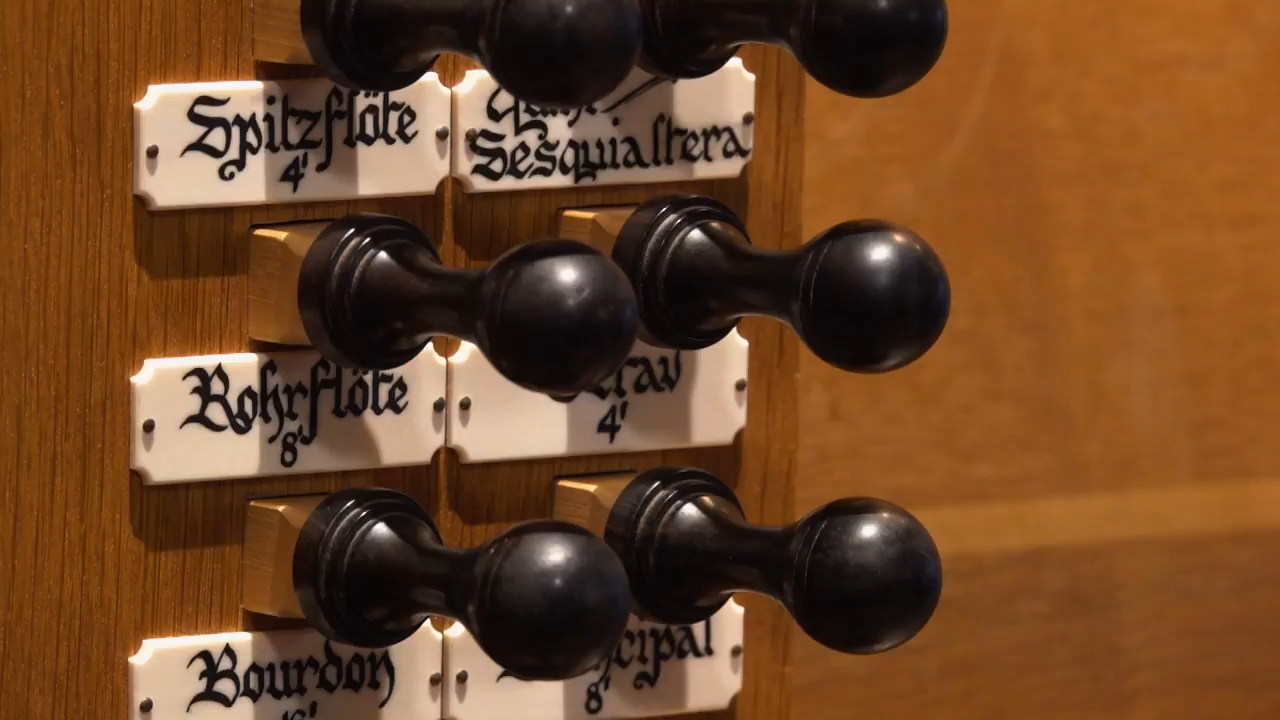 Spitzflöte
4'
Sesquialtera
Rohrflöte
8'
4'
Bourdon
8'